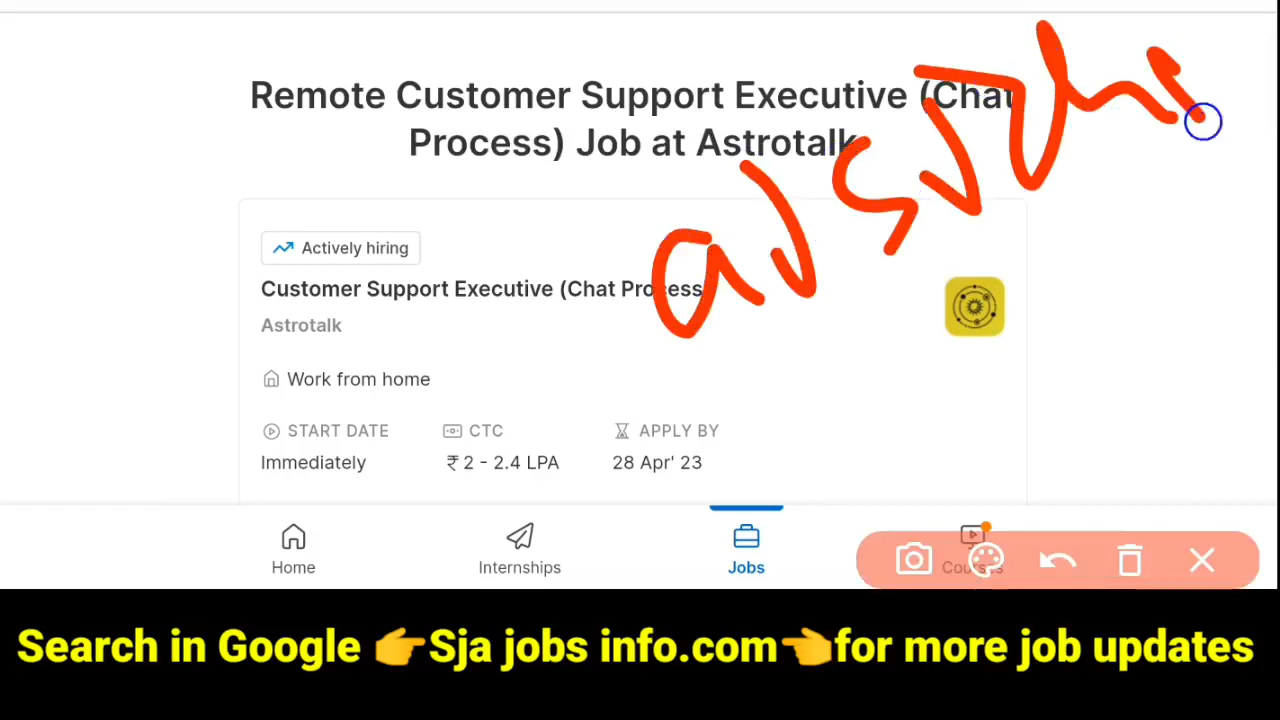 Remote Customer Support Executive (Chat
Process) Job at Astrotalk
Actively hiring
Customer Support Executive (Chat Process
Astrotalk
Work from home
START DATE CTC APPLY BY
Immediately ₹ 2 - 2.4 LPA 28 Apr' 23
Home Internships Jobs
Search in Google 👉Sja jobs info.com👈for more job updates